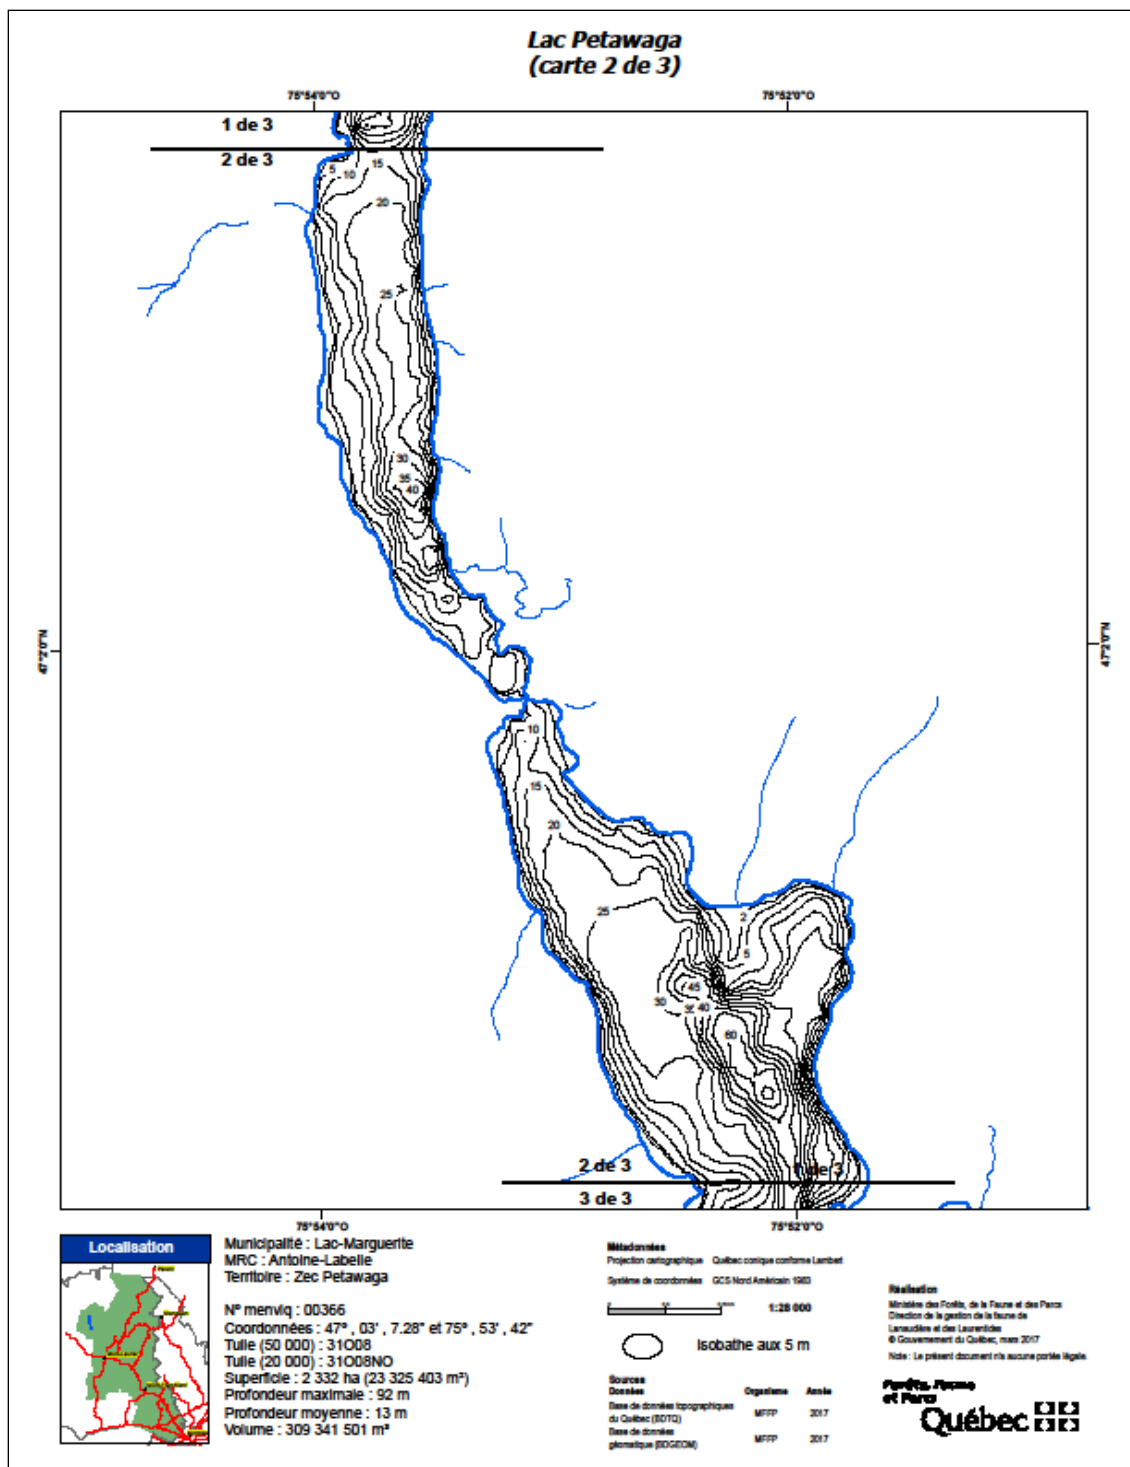 Lac Petawaga
(carte 2 de 3)
75°54'0"O
75°52'0"O
1 de 3
2 de 3
5
10
15
20
25
30
35
40
47°2'0"N
47°2'0"N
10
15
20
25
2
5
45
30
40
60
2 de 3
1 de 3
3 de 3
75°54'0"O
75°52'0"O
Localisation
Municipalité : Lac-Marguerite
MRC : Antoine-Labelle
Territoire : Zec Petawaga
N° menviq : 00366
Coordonnées : 47° , 03' , 7.28" et 75° , 53' , 42"
Tuile (50 000) : 31O08
Tuile (20 000) : 31O08NO
Superficie : 2 332 ha (23 325 403 m²)
Profondeur maximale : 92 m
Profondeur moyenne : 13 m
Volume : 309 341 501 m³
Métadonnées
Projection cartographique Québec conique conforme Lambert
Système de coordonnées GCS Nord Américain 1983
1:28 000
Isobathe aux 5 m
Sources
Données Organisme Année
Base de données topographiques
du Québec (BDTQ) MFFP 2017
Base de données
géomatique (BDGEOM) MFFP 2017
Réalisation
Ministère des Forêts, de la Faune et des Parcs
Direction de la gestion de la faune de
Lanaudière et des Laurentides
© Gouvernement du Québec, mars 2017
Note : Le présent document n'a aucune portée légale.
Forêts, Faune
et Parcs
Québec